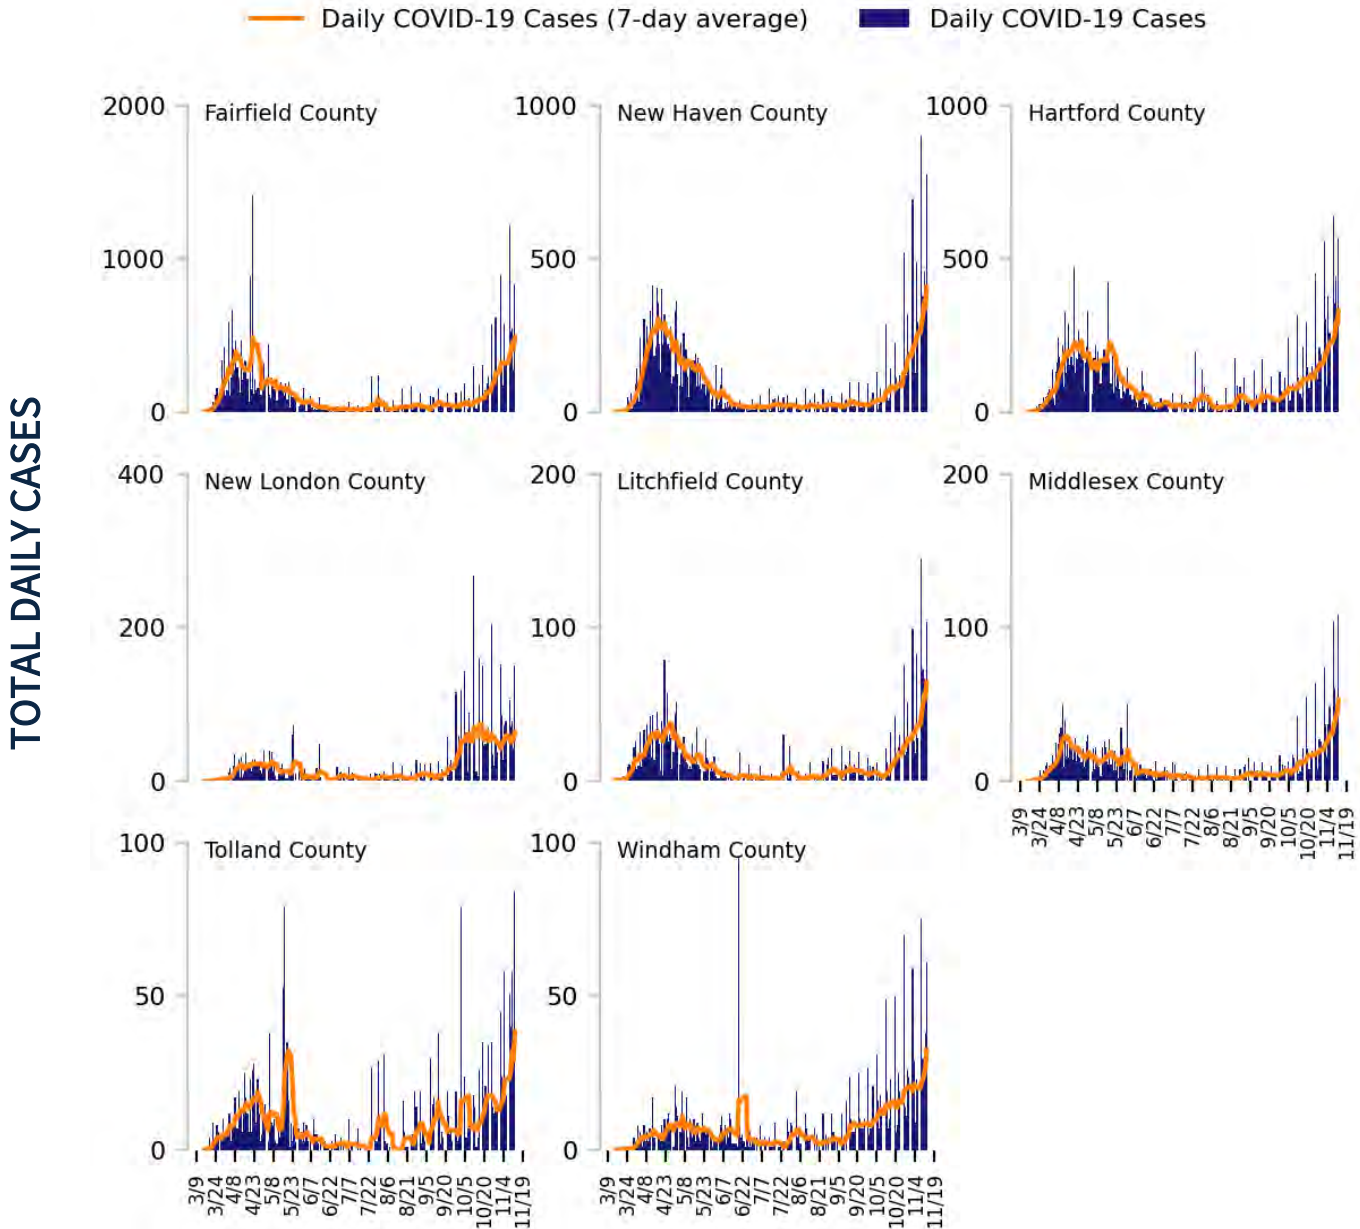 Daily COVID-19 Cases (7-day average) Daily COVID-19 Cases
TOTAL DAILY CASES
2000 Fairfield County
1000
0
1000 New Haven County
500
0
1000 Hartford County
500
0
400 New London County
200
0
200 Litchfield County
100
0
200 Middlesex County
100
0
3/9 3/24 4/8 4/23 5/8 5/23 6/7 6/22 7/7 7/22 8/6 8/21 9/5 9/20 10/5 10/20 11/4 11/19
100 Tolland County
50
0
3/9 3/24 4/8 4/23 5/8 5/23 6/7 6/22 7/7 7/22 8/6 8/21 9/5 9/20 10/5 10/20 11/4 11/19
100 Windham County
50
0
3/9 3/24 4/8 4/23 5/8 5/23 6/7 6/22 7/7 7/22 8/6 8/21 9/5 9/20 10/5 10/20 11/4 11/19